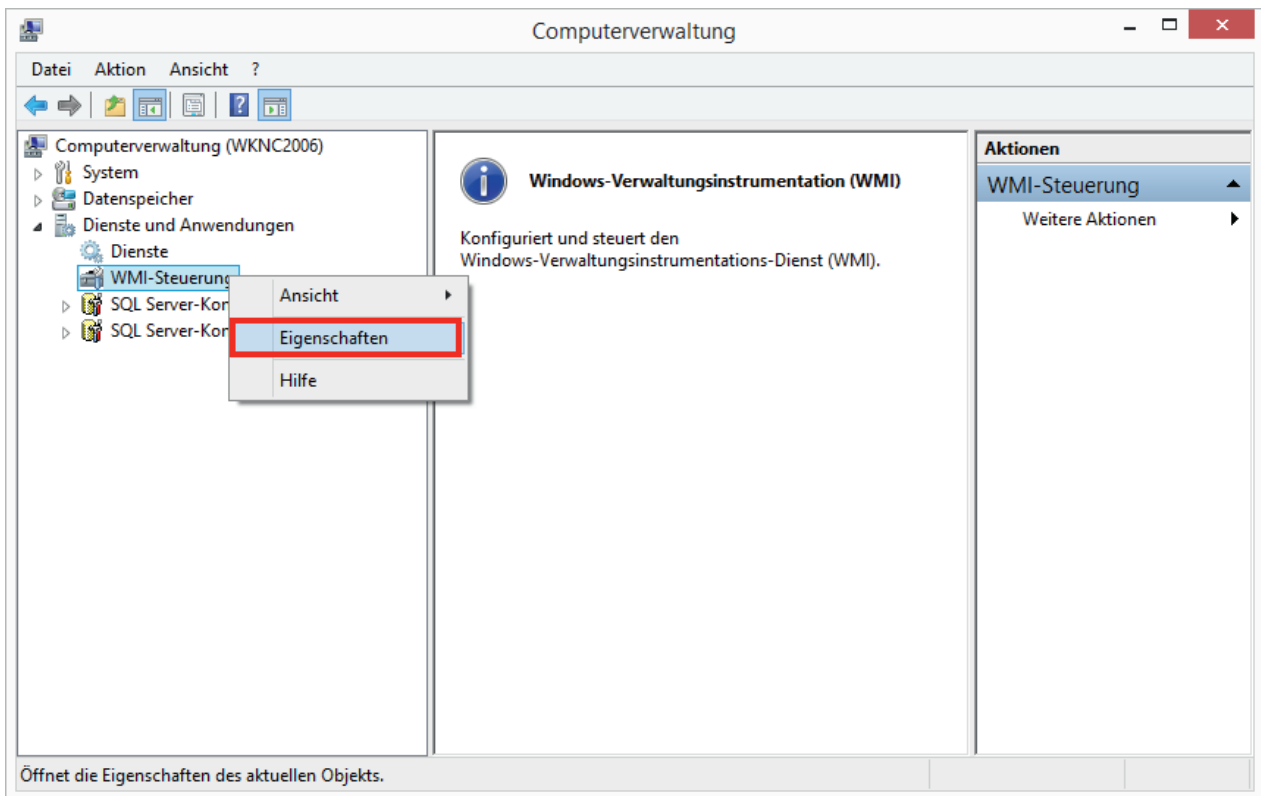 Computerverwaltung
Datei Aktion Ansicht ?
Computerverwaltung (WKNC2006)
System
Datenspeicher
Dienste und Anwendungen
Dienste
WMI-Steuerung
SQL Server-Kon
SQL Server-Kon
Ansicht
Eigenschaften
Hilfe
Windows-Verwaltungsinstrumentation (WMI)
Konfiguriert und steuert den
Windows-Verwaltungsinstrumentations-Dienst (WMI).
Aktionen
WMI-Steuerung
Weitere Aktionen
Öffnet die Eigenschaften des aktuellen Objekts.